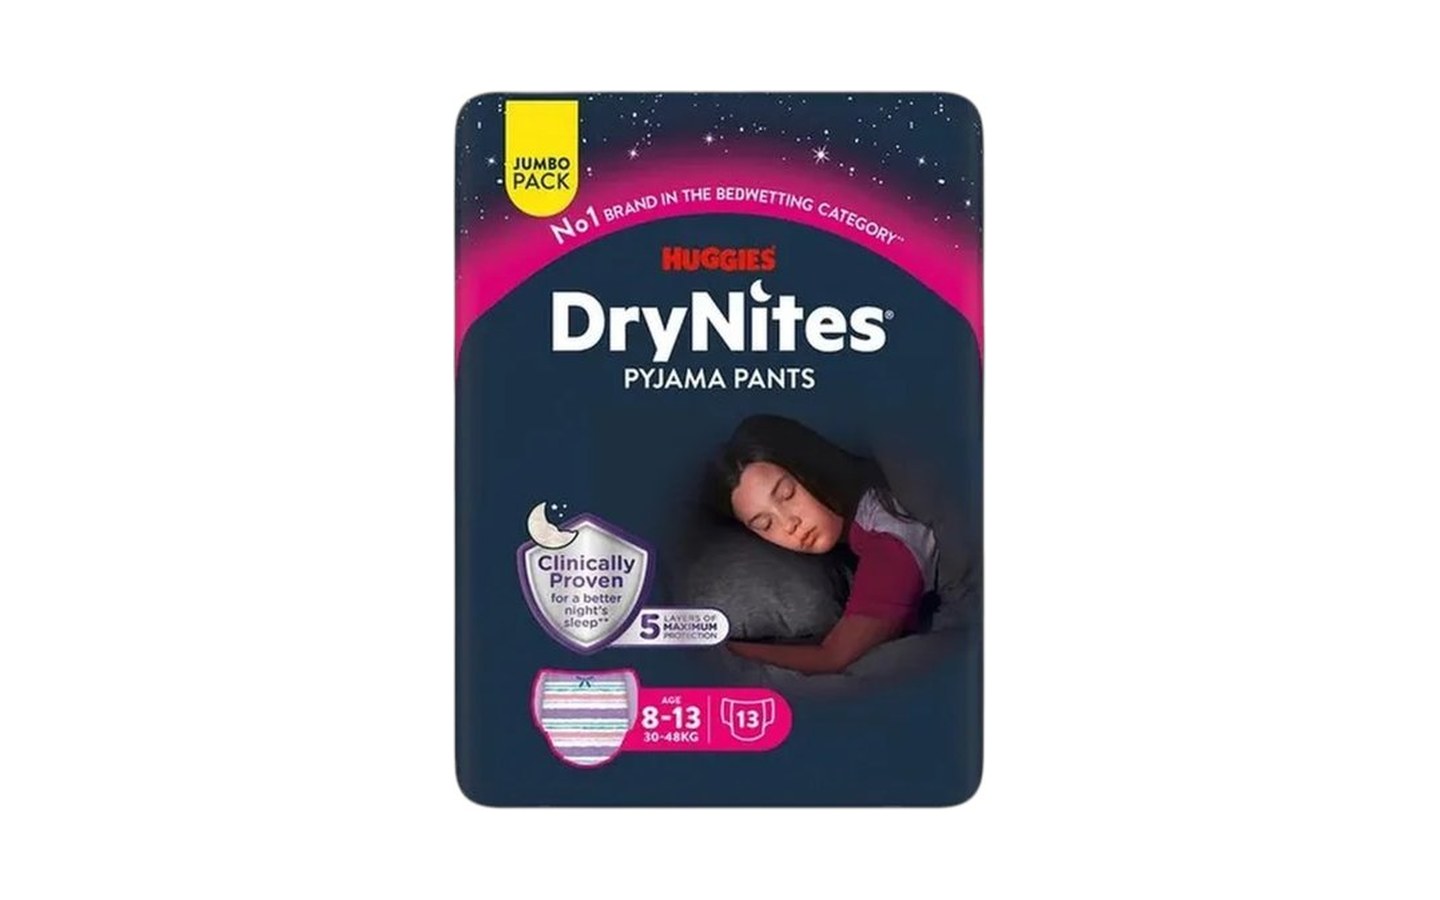 JUMBO
PACK
No1 BRAND IN THE BEDWETTING CATEGORY**
HUGGIES®
DryNites®
PYJAMA PANTS
Clinically
Proven
for a better
night's
sleep**
5 LAYERS OF
MAXIMUM
PROTECTION
AGE
8-13
30-48KG
13